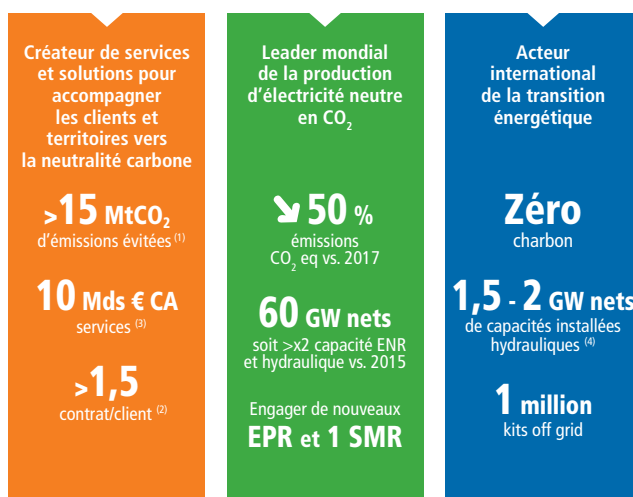 Créateur de services
et solutions pour
accompagner
les clients et
territoires vers
la neutralité carbone
>15 MtCO₂
d'émissions évitées (1)
10 Mds € CA
services (3)
>1,5
contrat/client (2)
Leader mondial
de la production
d'électricité neutre
en CO₂
50 %
émissions
CO₂ eq vs. 2017
60 GW nets
soit >x2 capacité ENR
et hydraulique vs. 2015
Engager de nouveaux
EPR et 1 SMR
Acteur
international
de la transition
énergétique
Zéro
charbon
1,5 - 2 GW nets
de capacités installées
hydrauliques (4)
1 million
kits off grid